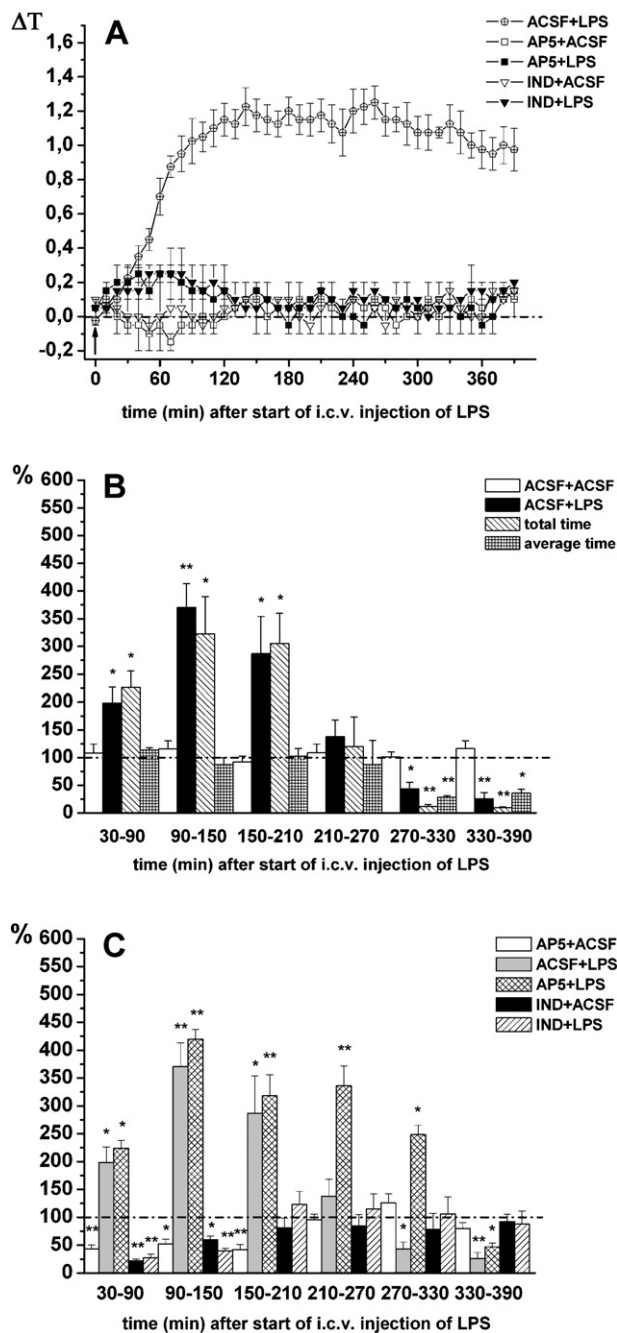 ΔT
A
ACSF+LPS
AP5+ACSF
AP5+LPS
IND+ACSF
IND+LPS
1,6
1,4
1,2
1,0
0,8
0,6
0,4
0,2
0,0
-0,2
0 60 120 180 240 300 360
time (min) after start of i.c.v. injection of LPS
%
B
ACSF+ACSF
ACSF+LPS
total time
average time
600
550
500
450
400
350
300
250
200
150
100
50
0
* * ** * * * * ** ** ** ** *
30-90 90-150 150-210 210-270 270-330 330-390
time (min) after start of i.c.v. injection of LPS
%
C
AP5+ACSF
ACSF+LPS
AP5+LPS
IND+ACSF
IND+LPS
600
550
500
450
400
350
300
250
200
150
100
50
0
** * * ** ** * ** ** * ** ** * ** ** * * ** *
30-90 90-150 150-210 210-270 270-330 330-390
time (min) after start of i.c.v. injection of LPS